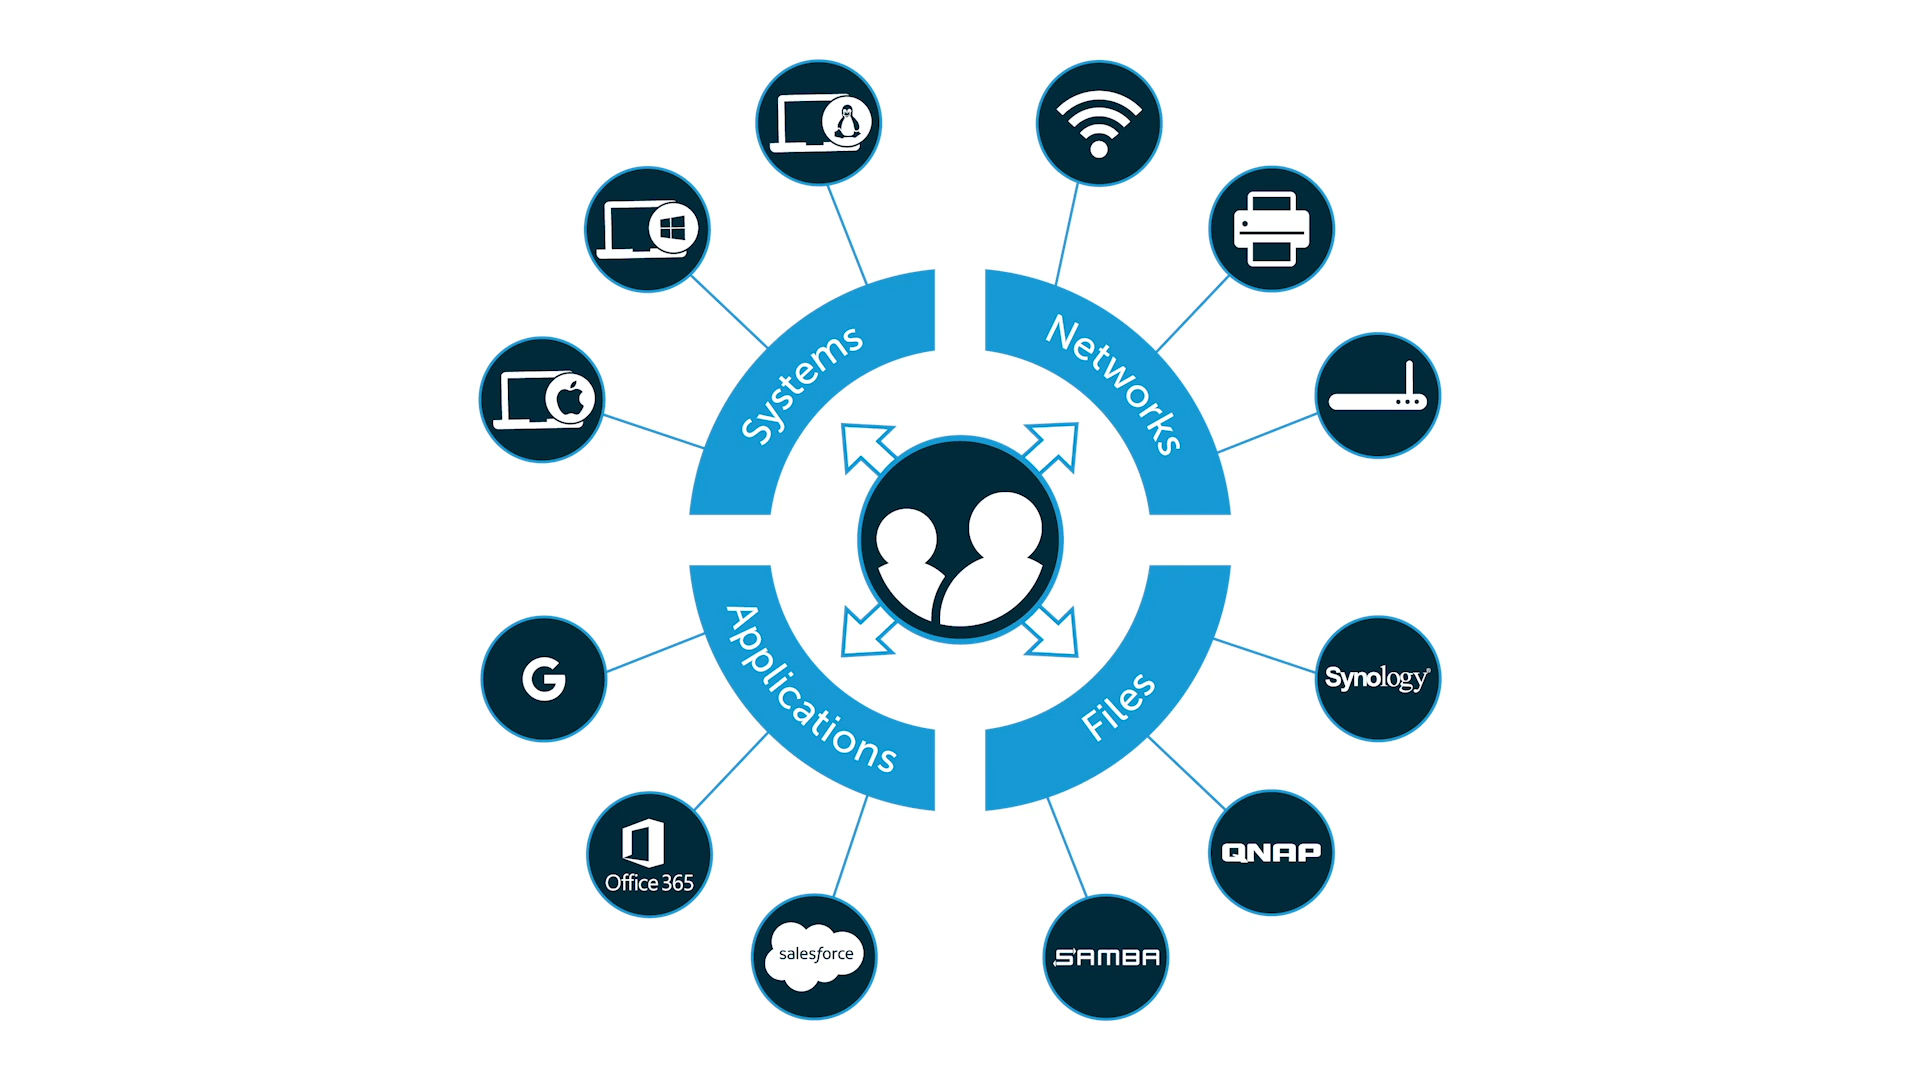 Systems
Networks
Applications
Files
G
Office 365
salesforce
Synology®
QNAP
SAMBA